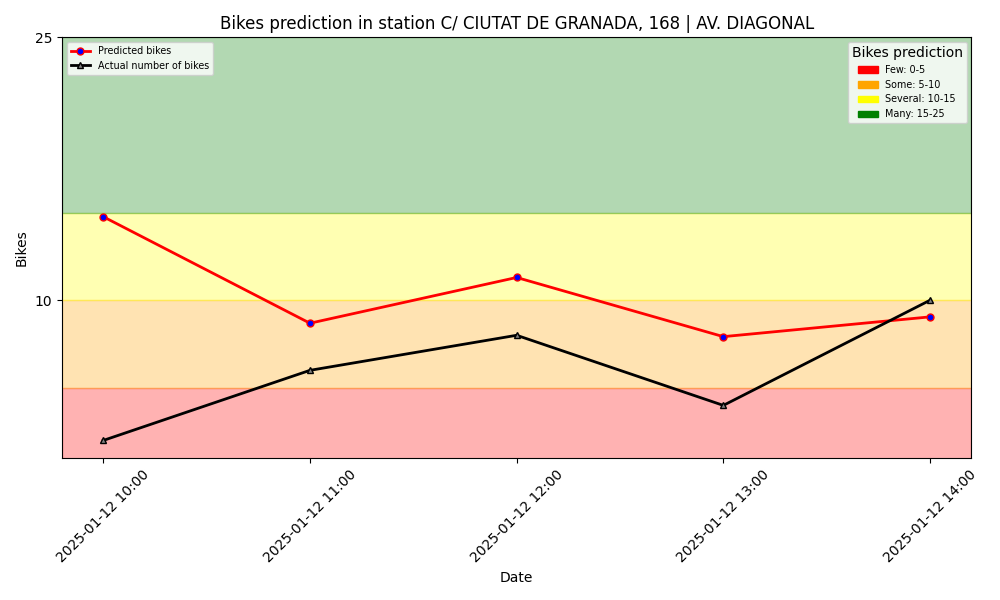 Bikes prediction in station C/ CIUTAT DE GRANADA, 168 | AV. DIAGONAL
25
Predicted bikes
Actual number of bikes
Bikes prediction
Few: 0-5
Some: 5-10
Several: 10-15
Many: 15-25
Bikes
10
2025-01-12 10:00
2025-01-12 11:00
2025-01-12 12:00
2025-01-12 13:00
2025-01-12 14:00
Date